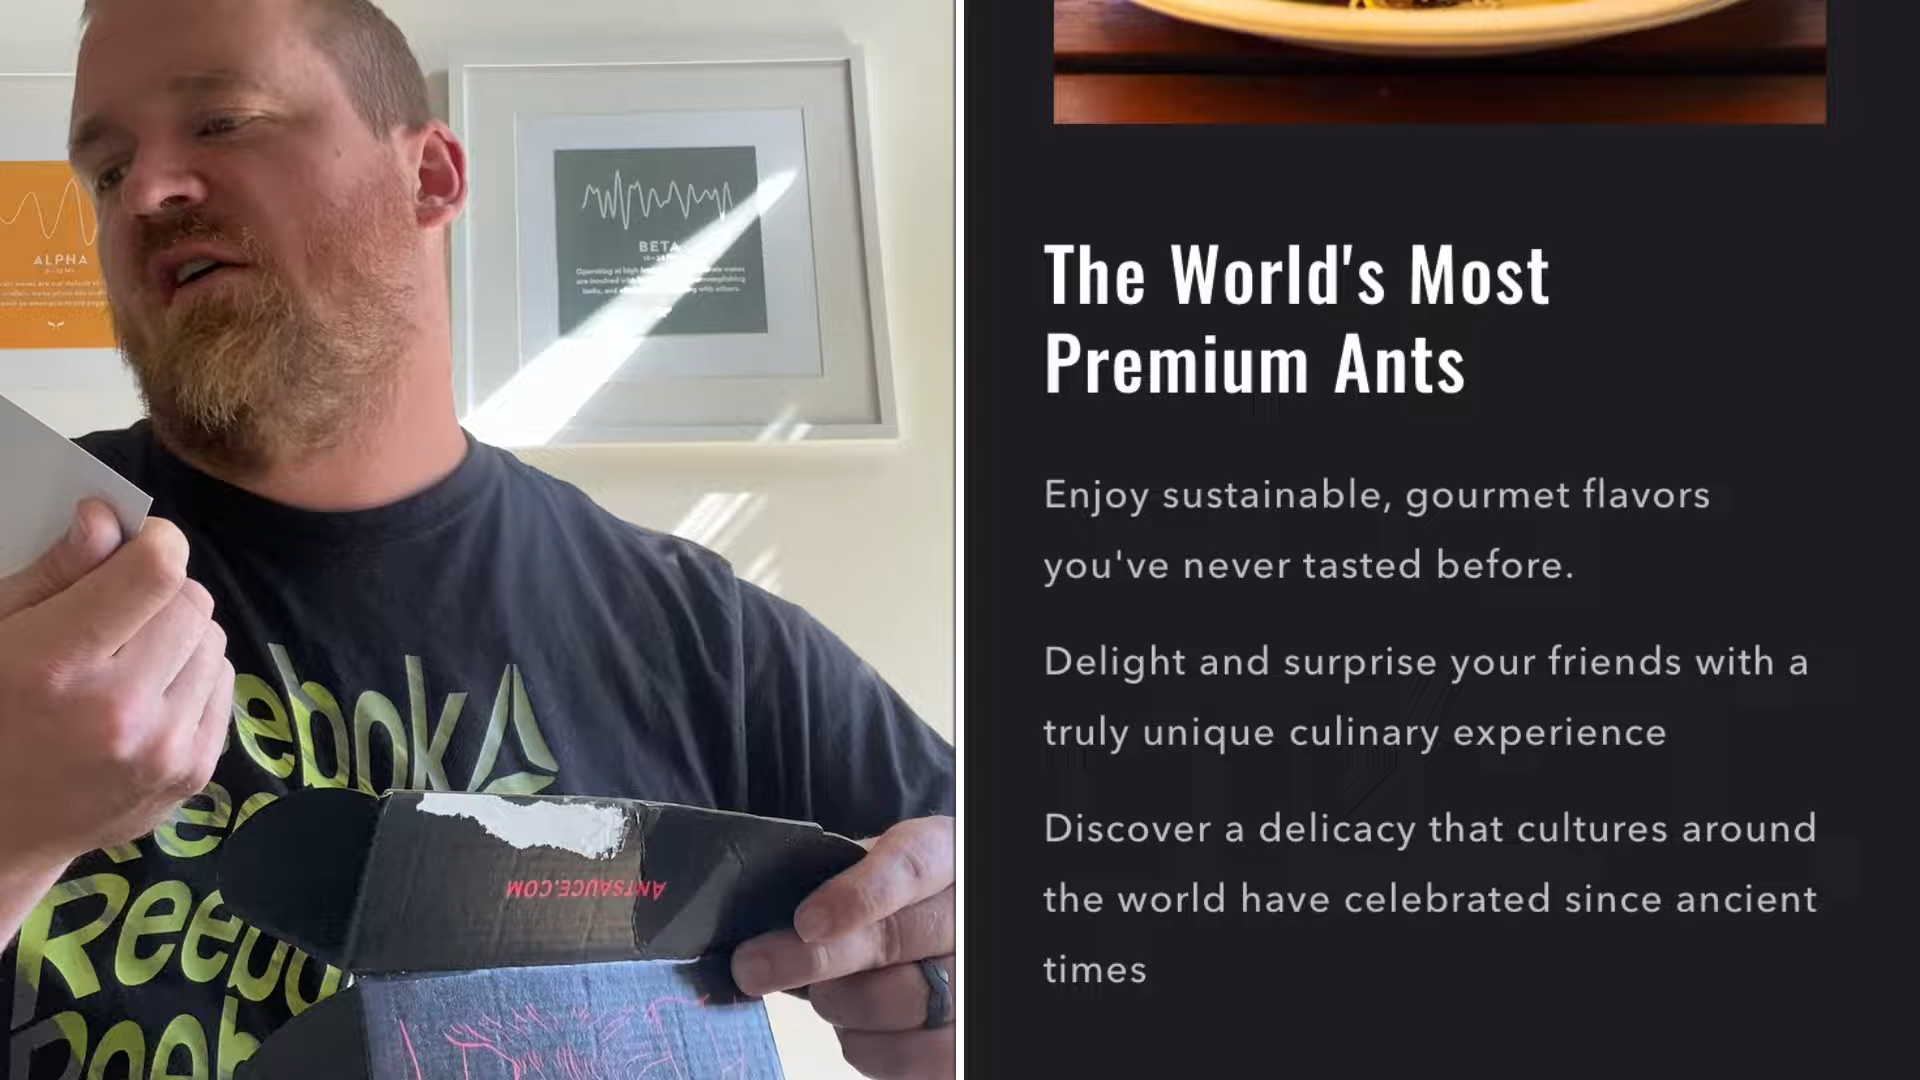 ALPHA
BETA
Reebok
Reebok
Reebok
ANTSAUCE.COM
The World's Most
Premium Ants
Enjoy sustainable, gourmet flavors
you've never tasted before.
Delight and surprise your friends with a
truly unique culinary experience
Discover a delicacy that cultures around
the world have celebrated since ancient
times